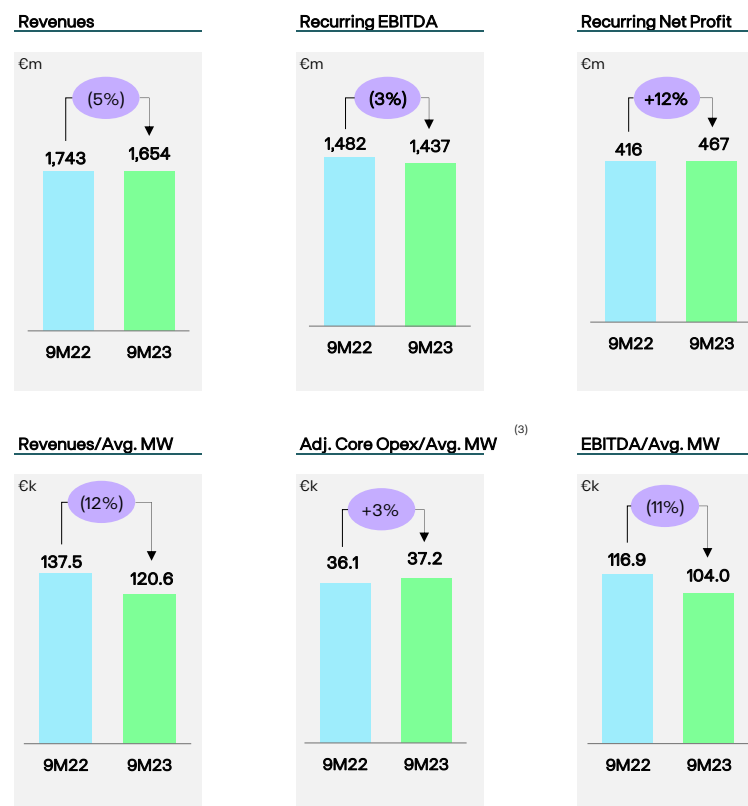 Revenues
€m
(5%)
1,743
1,654
9M22
9M23
Recurring EBITDA
€m
(3%)
1,482
1,437
9M22
9M23
Recurring Net Profit
€m
+12%
416
467
9M22
9M23
Revenues/Avg. MW
€k
(12%)
137.5
120.6
9M22
9M23
Adj. Core Opex/Avg. MW (3)
€k
+3%
36.1
37.2
9M22
9M23
EBITDA/Avg. MW
€k
(11%)
116.9
104.0
9M22
9M23